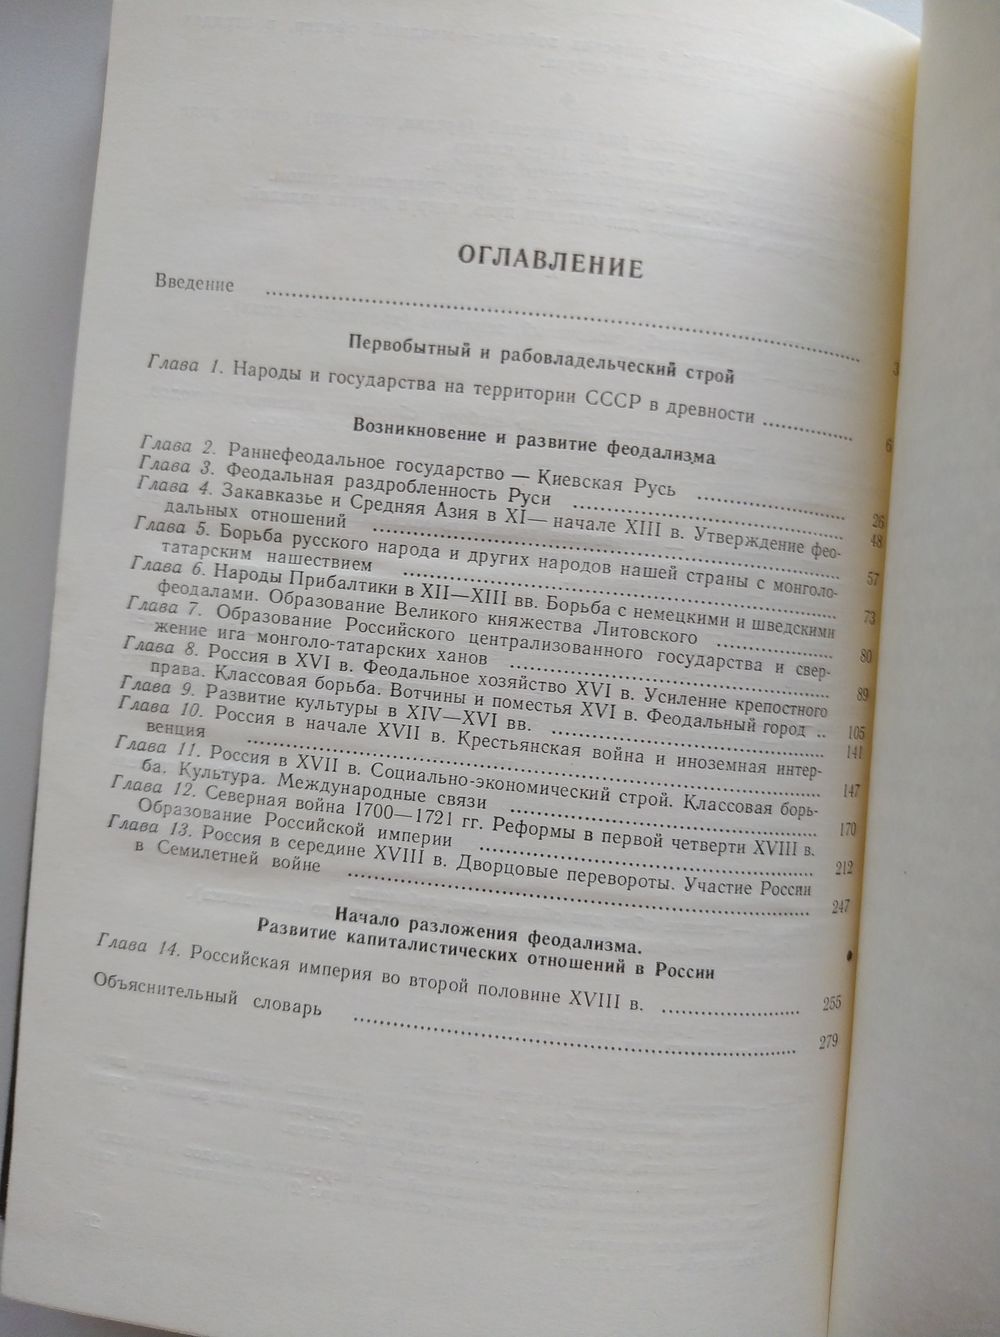 ОГЛАВЛЕНИЕ
Введение ........ 3
Первобытный и рабовладельческий строй
Глава 1. Народы и государства на территории СССР в древности ........ 6
Возникновение и развитие феодализма
Глава 2. Раннефеодальное государство — Киевская Русь ........ 26
Глава 3. Феодальная раздробленность Руси ........ 48
Глава 4. Закавказье и Средняя Азия в XI— начале XIII в. Утверждение фео-
дальных отношений ........ 57
Глава 5. Борьба русского народа и других народов нашей страны с монголо-
татарским нашествием ........ 73
Глава 6. Народы Прибалтики в XII—XIII вв. Борьба с немецкими и шведскими
феодалами. Образование Великого княжества Литовского ........ 80
Глава 7. Образование Российского централизованного государства и свер-
жение ига монголо-татарских ханов ........ 89
Глава 8. Россия в XVI в. Феодальное хозяйство XVI в. Усиление крепостного
права. Классовая борьба. Вотчины и поместья XVI в. Феодальный город .. 105
Глава 9. Развитие культуры в XIV—XVI вв. ........ 141
Глава 10. Россия в начале XVII в. Крестьянская война и иноземная интер-
венция ........ 147
Глава 11. Россия в XVII в. Социально-экономический строй. Классовая борь-
ба. Культура. Международные связи ........ 170
Глава 12. Северная война 1700—1721 гг. Реформы в первой четверти XVIII в.
Образование Российской империи ........ 212
Глава 13. Россия в середине XVIII в. Дворцовые перевороты. Участие России
в Семилетней войне ........ 247
Начало разложения феодализма.
Развитие капиталистических отношений в России
Глава 14. Российская империя во второй половине XVIII в. ........ 255
Объяснительный словарь ........ 279